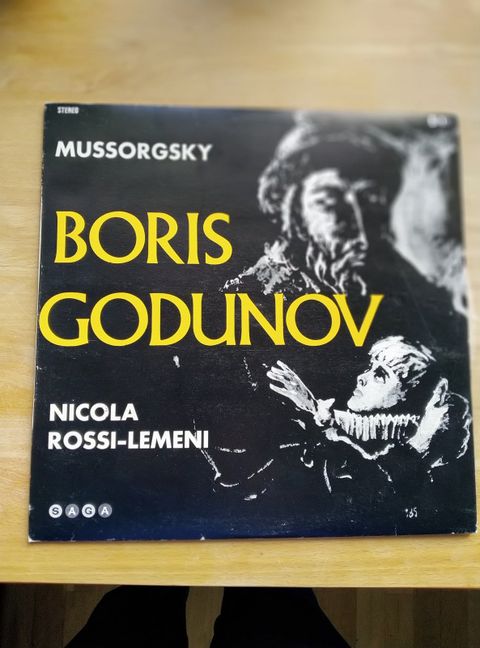 STEREO
MUSSORGSKY
BORIS
GODUNOV
NICOLA
ROSSI-LEMENI
SAGA